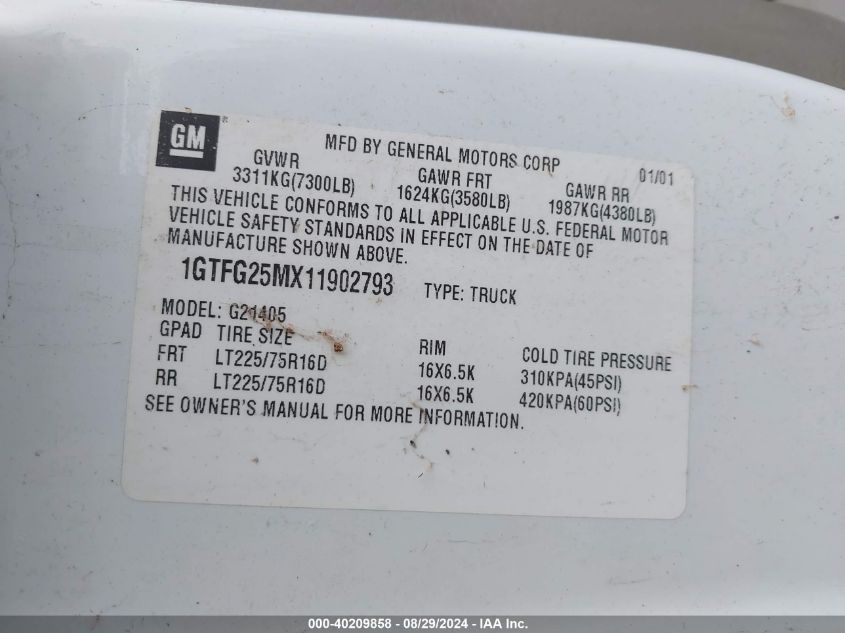 GM
MFD BY GENERAL MOTORS CORP 01/01
GVWR GAWR FRT GAWR RR
3311KG(7300LB) 1624KG(3580LB) 1987KG(4380LB)
THIS VEHICLE CONFORMS TO ALL APPLICABLE U.S. FEDERAL MOTOR
VEHICLE SAFETY STANDARDS IN EFFECT ON THE DATE OF
MANUFACTURE SHOWN ABOVE.
1GTFG25MX11902793 TYPE: TRUCK
MODEL: G21405
GPAD TIRE SIZE RIM COLD TIRE PRESSURE
FRT LT225/75R16D 16X6.5K 310KPA(45PSI)
RR LT225/75R16D 16X6.5K 420KPA(60PSI)
SEE OWNER'S MANUAL FOR MORE INFORMATION.
000-40209858 - 08/29/2024 - IAA Inc.